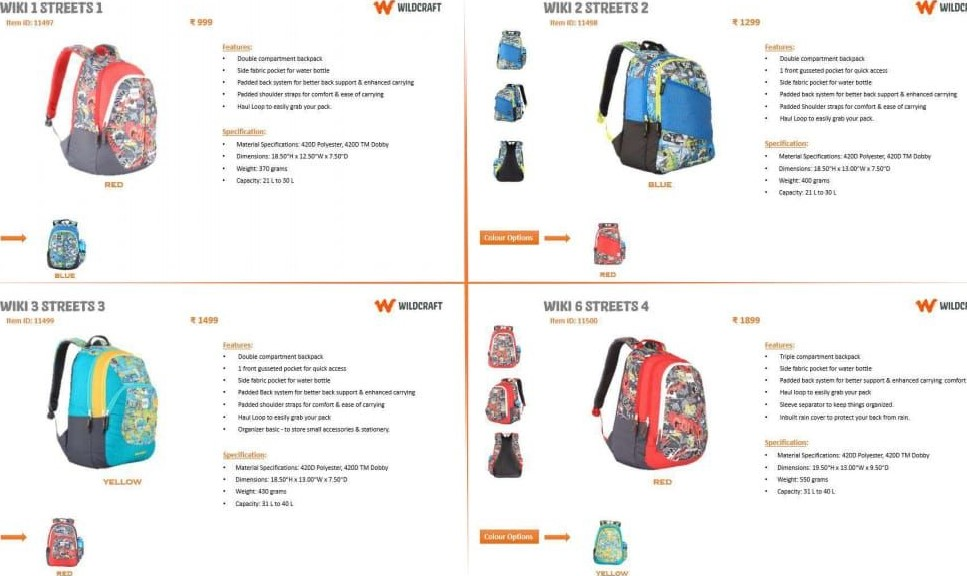 WIKI 1 STREETS 1
WILDCRAFT
Item ID: 11497
₹ 999
Features:
Double compartment backpack
Side fabric pocket for water bottle
Padded back system for better back support & enhanced carrying
Padded shoulder straps for comfort & ease of carrying
Haul Loop to easily grab your pack.
Specification:
Material Specifications: 420D Polyester, 420D TM Dobby
Dimensions: 18.50"H x 12.50"W x 7.50"D
Weight: 370 grams
Capacity: 21 L to 30 L
RED
BLUE
WIKI 2 STREETS 2
WILDCR
Item ID: 11498
₹ 1299
Features:
Double compartment backpack
1 front gusseted pocket for quick access
Side fabric pocket for water bottle
Padded back system for better back support & enhanced carrying
Padded Shoulder straps for comfort & ease of carrying
Haul Loop to easily grab your pack.
Specification:
Material Specifications: 420D Polyester, 420D TM Dobby
Dimensions: 18.50"H x 13.00"W x 7.50"D
Weight: 400 grams
Capacity: 21 L to 30 L
BLUE
Colour Options
RED
WIKI 3 STREETS 3
WILDCRAFT
Item ID: 11499
₹ 1499
Features:
Double compartment backpack
1 front gusseted pocket for quick access
Side fabric pocket for water bottle
Padded Back system for better back support & enhanced carrying
Padded shoulder straps for comfort & ease of carrying
Haul Loop to easily grab your pack
Organizer basic - to store small accessories & stationery.
Specification:
Material Specifications: 420D Polyester, 420D TM Dobby
Dimensions: 18.50"H x 13.00"W x 7.50"D
Weight: 430 grams
Capacity: 31 L to 40 L
YELLOW
RED
WIKI 6 STREETS 4
WILDCR
Item ID: 11500
₹ 1899
Features:
Triple compartment backpack
Side fabric pocket for water bottle
Padded back system for better support & enhanced carrying comfort
Haul loop to easily grab your pack
Sleeve separator to keep things organized.
Inbuilt rain cover to protect your back from rain.
Specification:
Material Specifications: 420D Polyester, 420D TM Dobby
Dimensions: 19.50"H x 13.00"W x 9.50"D
Weight: 550 grams
Capacity: 31 L to 40 L
RED
Colour Options
YELLOW